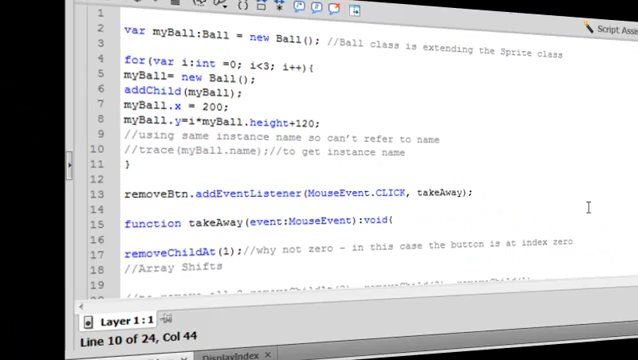 Script Assis
1
2 var myBall:Ball = new Ball(); //Ball class is extending the Sprite class
3
4 for(var i:int =0; i<3; i++){
5 myBall= new Ball();
6 addChild(myBall);
7 myBall.x = 200;
8 myBall.y=i*myBall.height+120;
9 //using same instance name so can't refer to name
10 //trace(myBall.name);//to get instance name
11 }
12
13 removeBtn.addEventListener(MouseEvent.CLICK, takeAway);
14
15 function takeAway(event:MouseEvent):void{
16
17 removeChildAt(1);//why not zero - in this case the button is at index zero
18 //Array Shifts
19
Layer 1:1
Line 10 of 24, Col 44
DisplayIndex ×